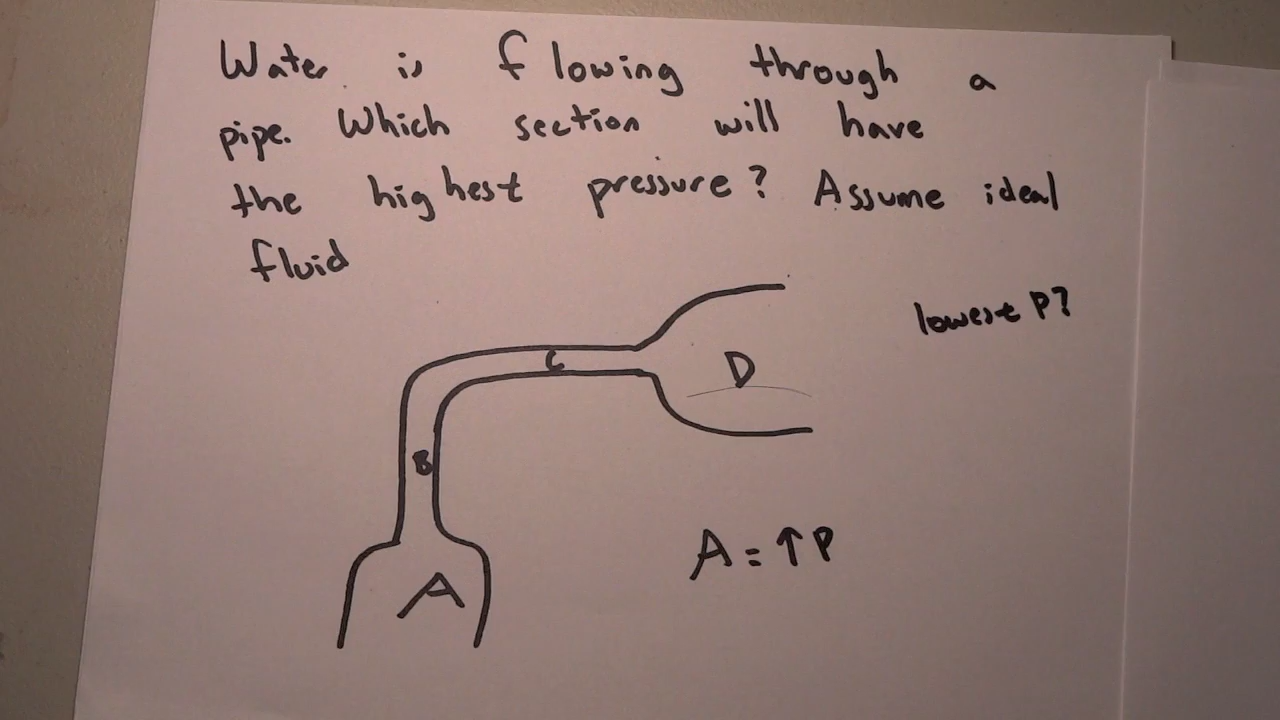 Water is flowing through a
pipe. Which section will have
the highest pressure? Assume ideal
fluid
lowest P?
C
D
B
A = ↑ P
A